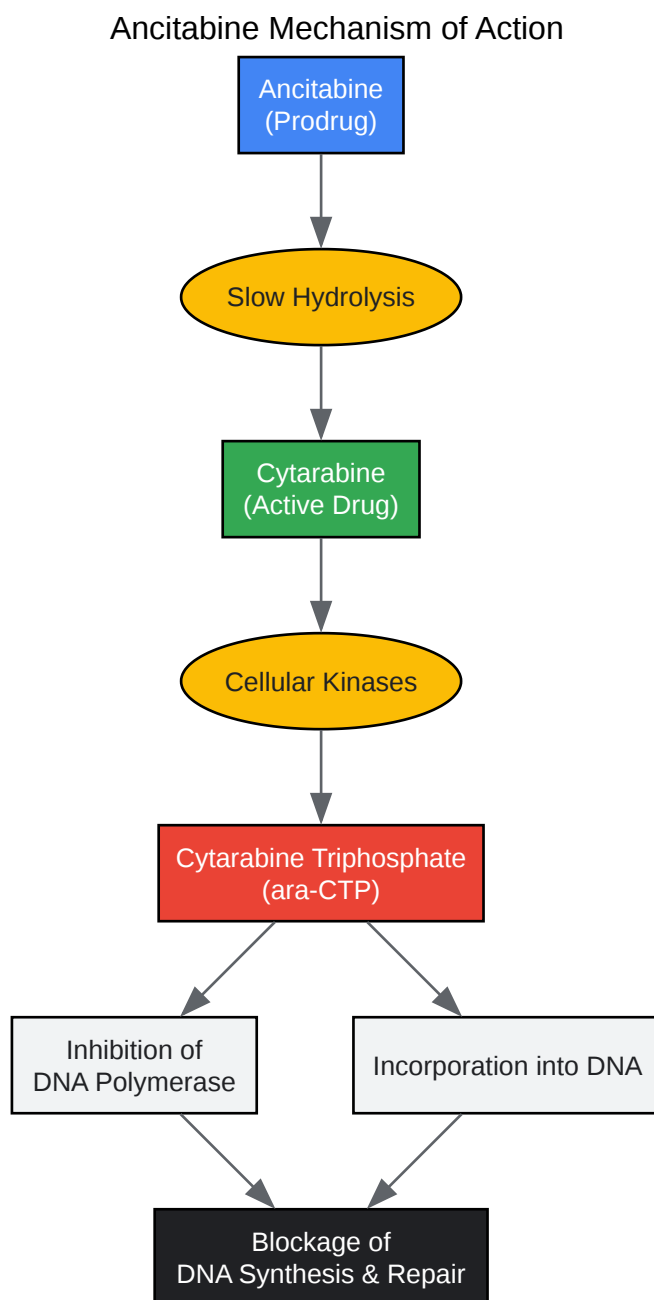 Ancitabine Mechanism of Action
Ancitabine
(Prodrug)
Slow Hydrolysis
Cytarabine
(Active Drug)
Cellular Kinases
Cytarabine Triphosphate
(ara-CTP)
Inhibition of
DNA Polymerase
Incorporation into DNA
Blockage of
DNA Synthesis & Repair